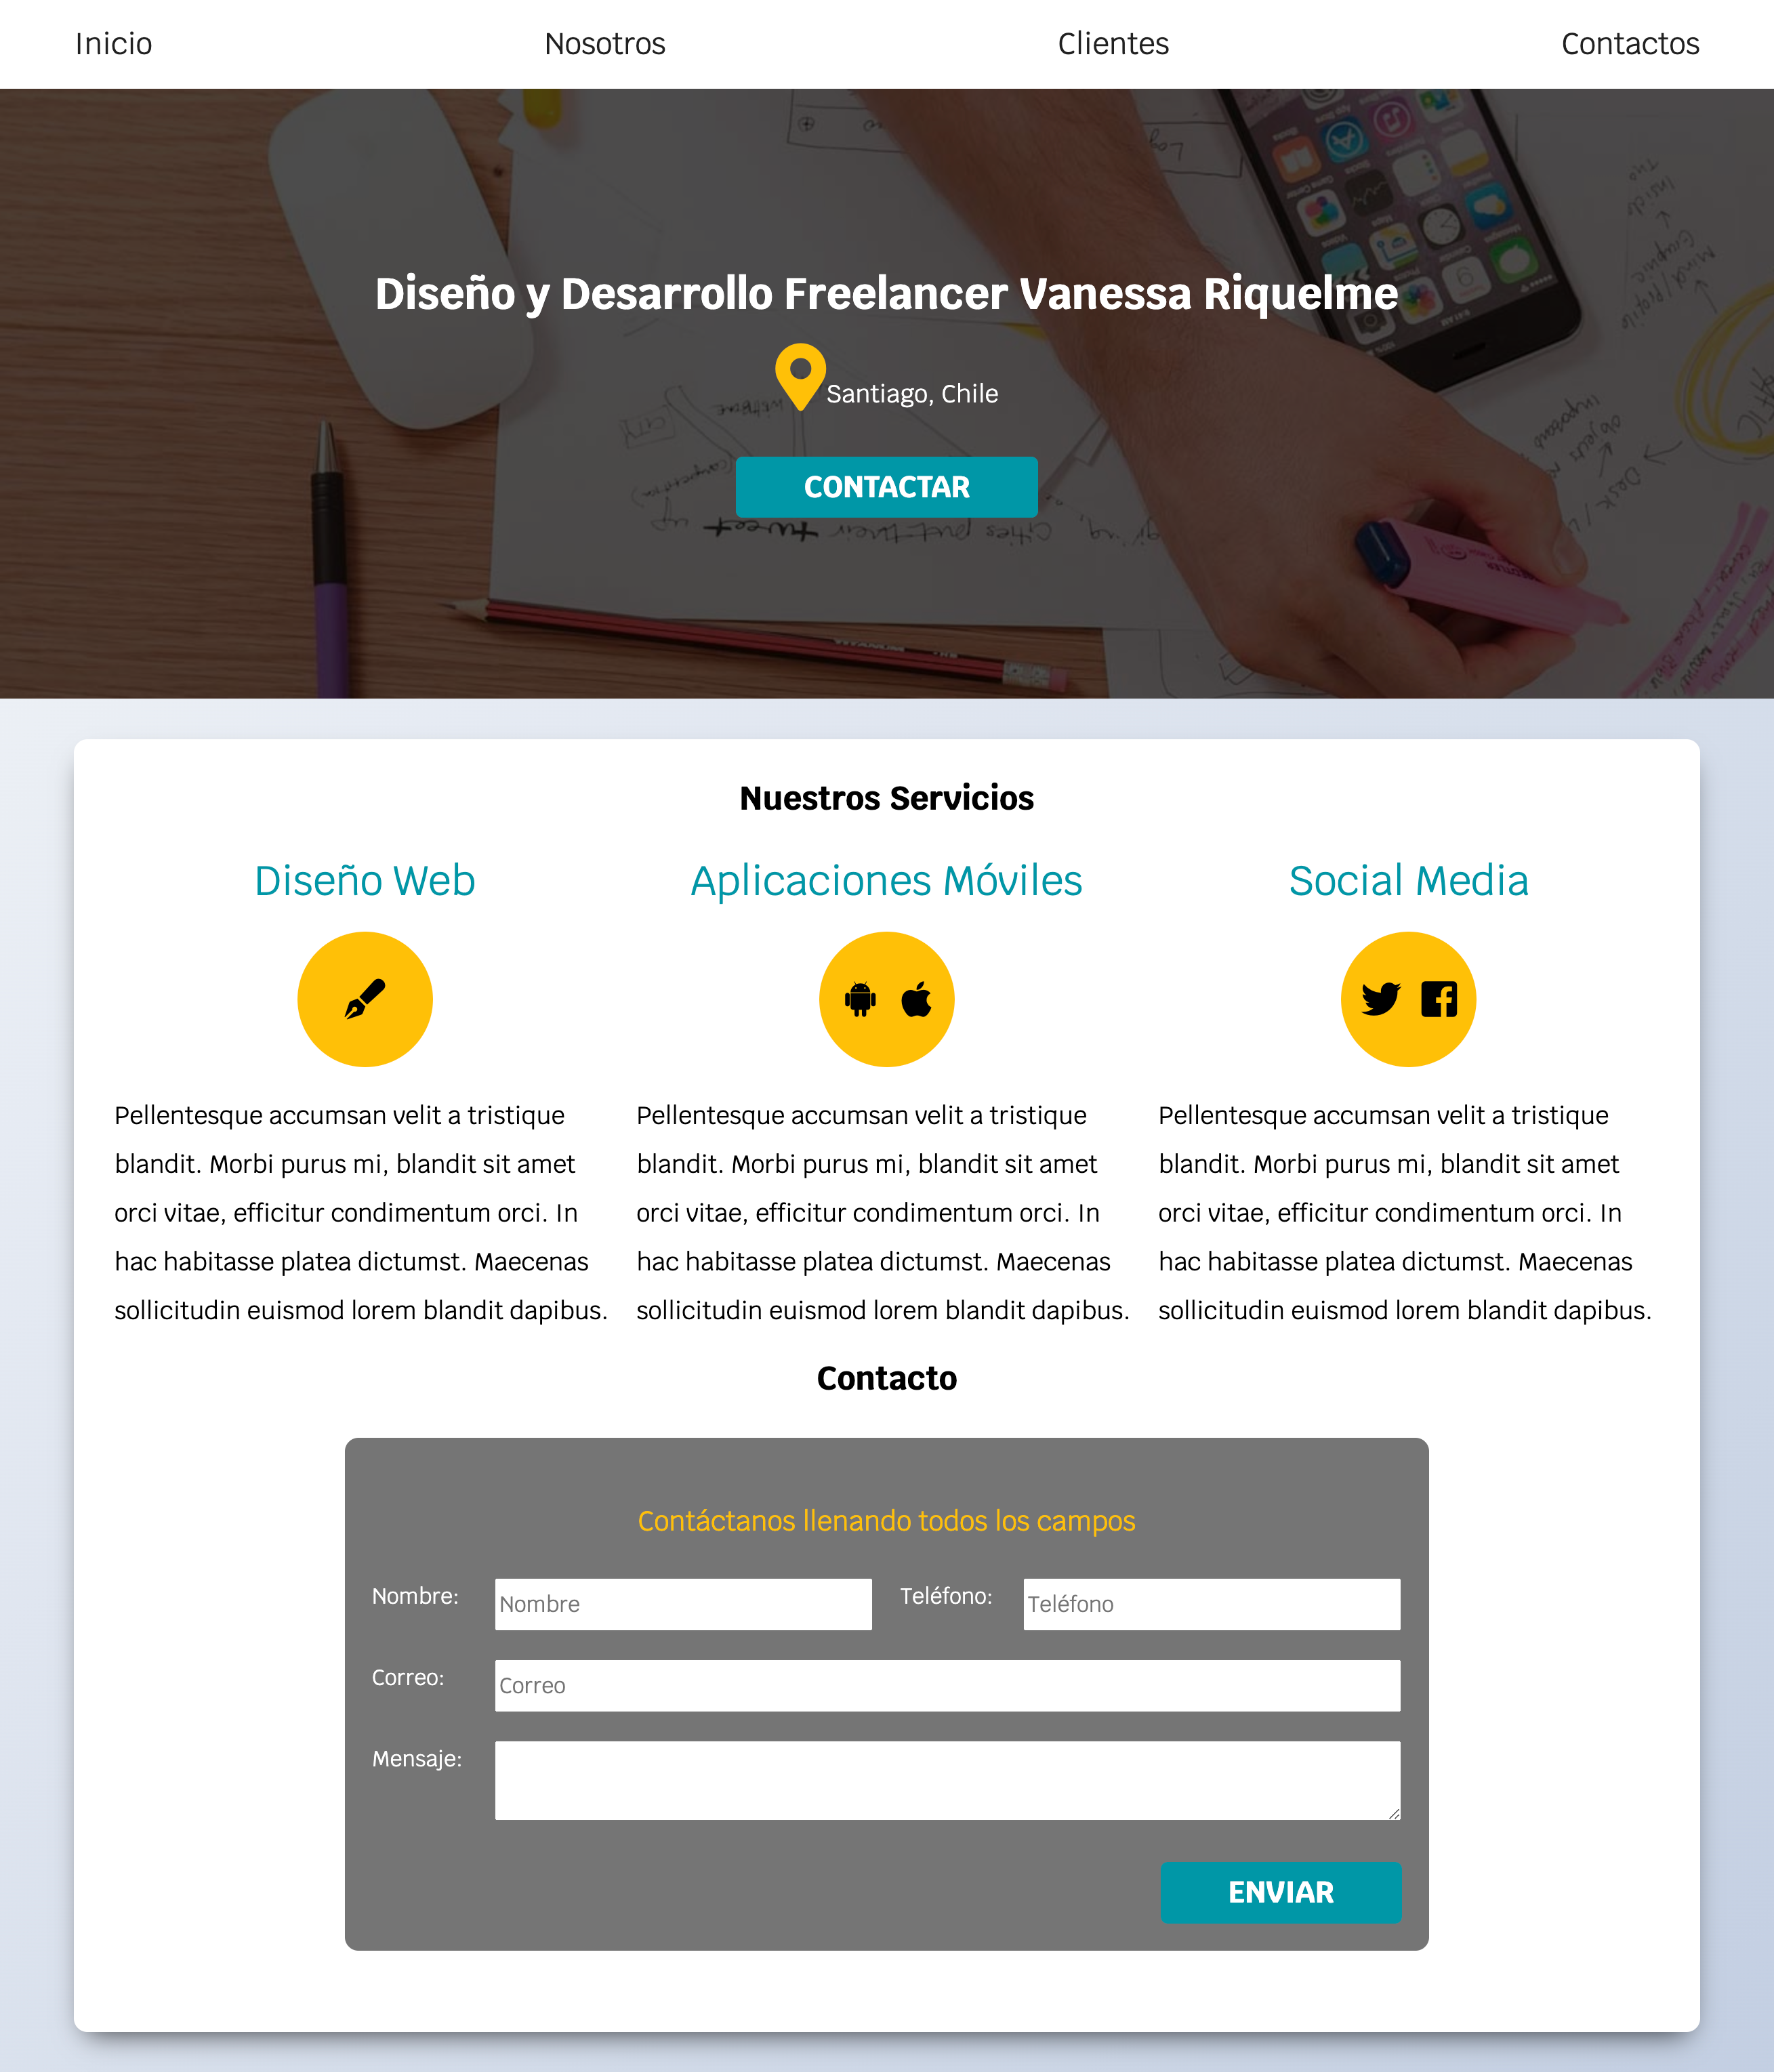 Inicio Nosotros Clientes Contactos
Diseño y Desarrollo Freelancer Vanessa Riquelme
Santiago, Chile
CONTACTAR
Nuestros Servicios
Diseño Web
Pellentesque accumsan velit a tristique
blandit. Morbi purus mi, blandit sit amet
orci vitae, efficitur condimentum orci. In
hac habitasse platea dictumst. Maecenas
sollicitudin euismod lorem blandit dapibus.
Aplicaciones Móviles
Pellentesque accumsan velit a tristique
blandit. Morbi purus mi, blandit sit amet
orci vitae, efficitur condimentum orci. In
hac habitasse platea dictumst. Maecenas
sollicitudin euismod lorem blandit dapibus.
Social Media
Pellentesque accumsan velit a tristique
blandit. Morbi purus mi, blandit sit amet
orci vitae, efficitur condimentum orci. In
hac habitasse platea dictumst. Maecenas
sollicitudin euismod lorem blandit dapibus.
Contacto
Contáctanos llenando todos los campos
Nombre: Nombre Teléfono: Teléfono
Correo: Correo
Mensaje:
ENVIAR